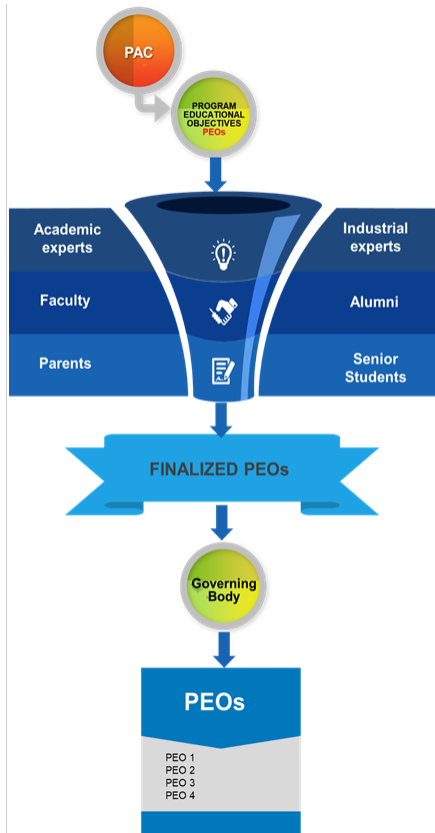 PAC
PROGRAM
EDUCATIONAL
OBJECTIVES
PEOs
Academic
experts
Industrial
experts
Faculty
Alumni
Parents
Senior
Students
FINALIZED PEOs
Governing
Body
PEOs
PEO 1
PEO 2
PEO 3
PEO 4